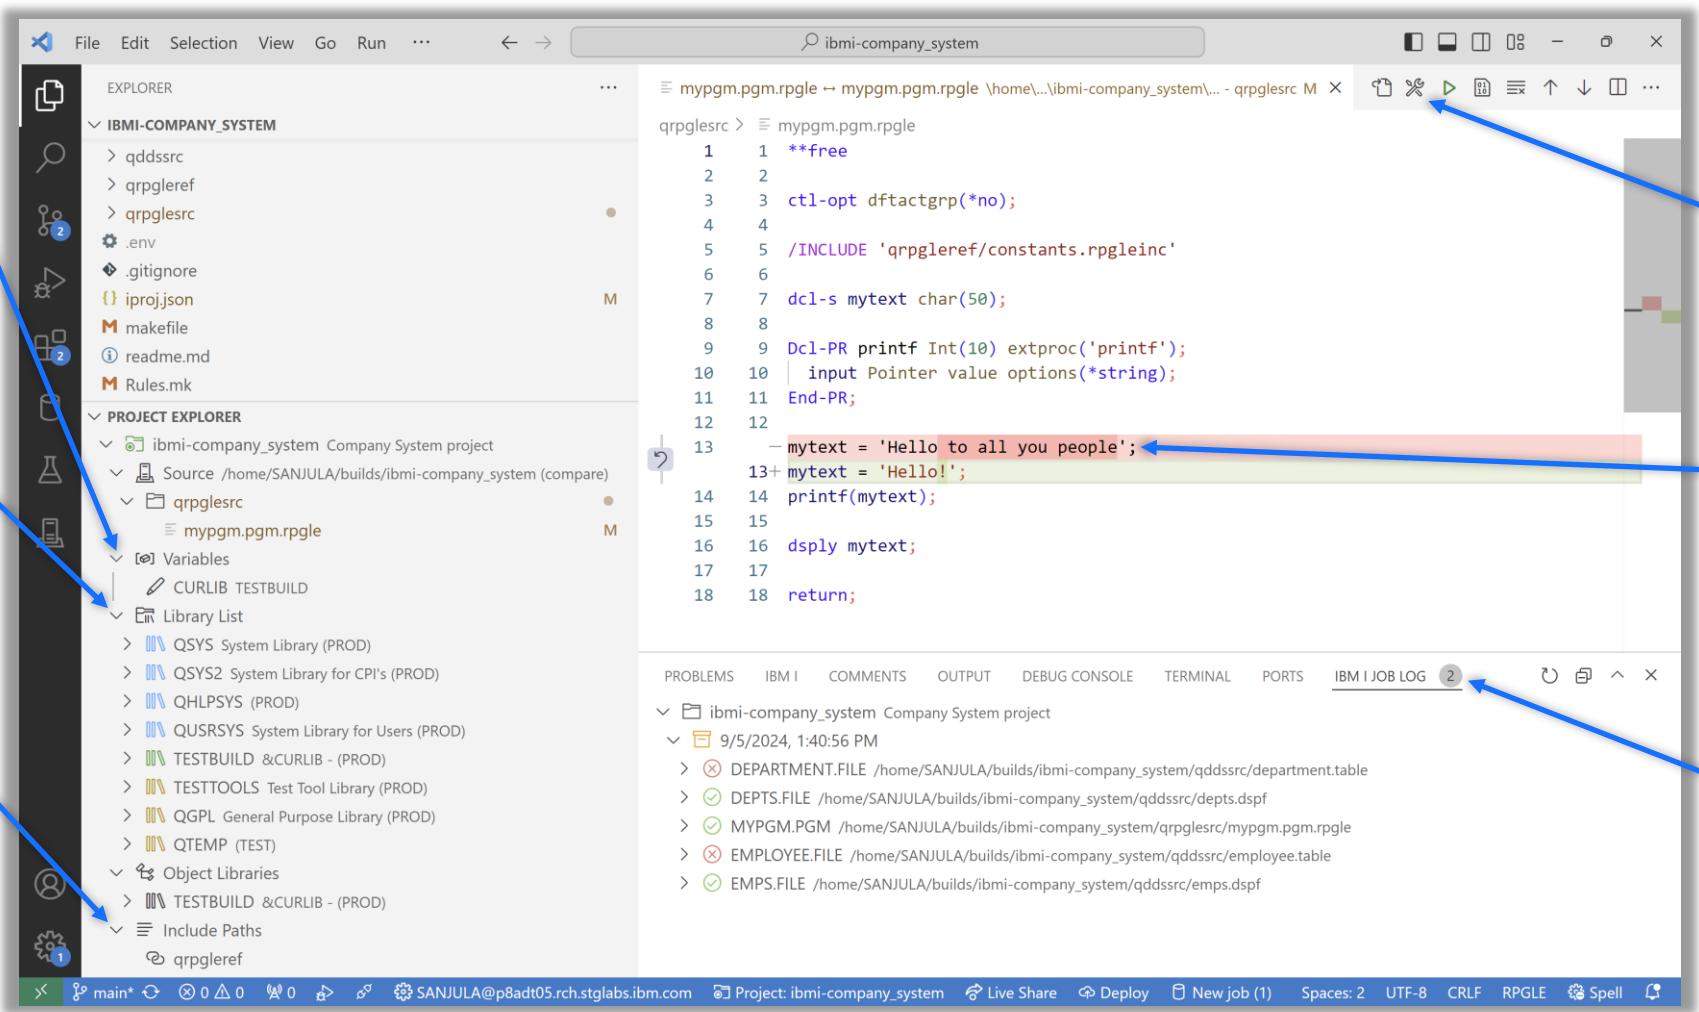 File Edit Selection View Go Run ··· ibmi-company_system
EXPLORER ···
IBMI-COMPANY_SYSTEM
qddssrc
qrpgleref
qrpglesrc
.env
.gitignore
iproj.json M
makefile
readme.md
Rules.mk
2
2
1
PROJECT EXPLORER
ibmi-company_system Company System project
Source /home/SANJULA/builds/ibmi-company_system (compare)
qrpglesrc
mypgm.pgm.rpgle M
Variables
CURLIB TESTBUILD
Library List
QSYS System Library (PROD)
QSYS2 System Library for CPI's (PROD)
QHLPSYS (PROD)
QUSRSYS System Library for Users (PROD)
TESTBUILD &CURLIB - (PROD)
TESTTOOLS Test Tool Library (PROD)
QGPL General Purpose Library (PROD)
QTEMP (TEST)
Object Libraries
TESTBUILD &CURLIB - (PROD)
Include Paths
qrpgleref
mypgm.pgm.rpgle ↔ mypgm.pgm.rpgle \home\...\ibmi-company_system\... - qrpglesrc M
qrpglesrc > mypgm.pgm.rpgle
1 1 **free
2 2
3 3 ctl-opt dftactgrp(*no);
4 4
5 5 /INCLUDE 'qrpgleref/constants.rpgleinc'
6 6
7 7 dcl-s mytext char(50);
8 8
9 9 Dcl-PR printf Int(10) extproc('printf');
10 10 input Pointer value options(*string);
11 11 End-PR;
12 12
13 − mytext = 'Hello to all you people';
13+ mytext = 'Hello!';
14 14 printf(mytext);
15 15
16 16 dsply mytext;
17 17
18 18 return;
PROBLEMS IBM I COMMENTS OUTPUT DEBUG CONSOLE TERMINAL PORTS IBM I JOB LOG 2
ibmi-company_system Company System project
9/5/2024, 1:40:56 PM
DEPARTMENT.FILE /home/SANJULA/builds/ibmi-company_system/qddssrc/department.table
DEPTS.FILE /home/SANJULA/builds/ibmi-company_system/qddssrc/depts.dspf
MYPGM.PGM /home/SANJULA/builds/ibmi-company_system/qrpglesrc/mypgm.pgm.rpgle
EMPLOYEE.FILE /home/SANJULA/builds/ibmi-company_system/qddssrc/employee.table
EMPS.FILE /home/SANJULA/builds/ibmi-company_system/qddssrc/emps.dspf
main* 0 0 0 SANJULA@p8adt05.rch.stglabs.ibm.com Project: ibmi-company_system Live Share Deploy New job (1) Spaces: 2 UTF-8 CRLF RPGLE Spell